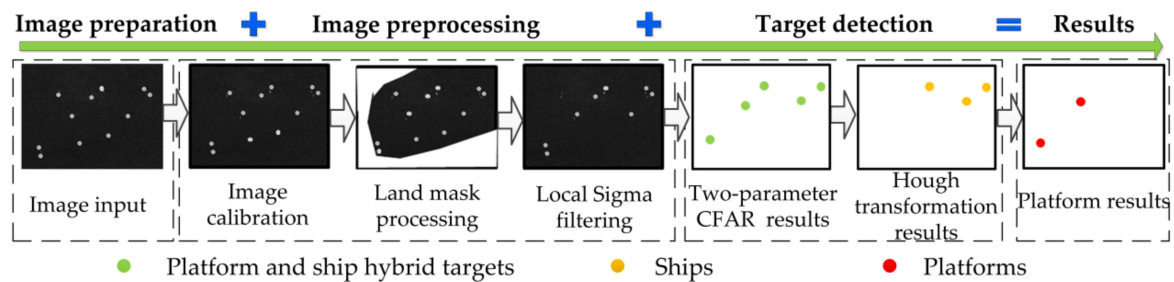 Image preparation + Image preprocessing + Target detection = Results
Image input
Image
calibration
Land mask
processing
Local Sigma
filtering
Two-parameter
CFAR results
Hough
transformation
results
Platform results
Platform and ship hybrid targets
Ships
Platforms